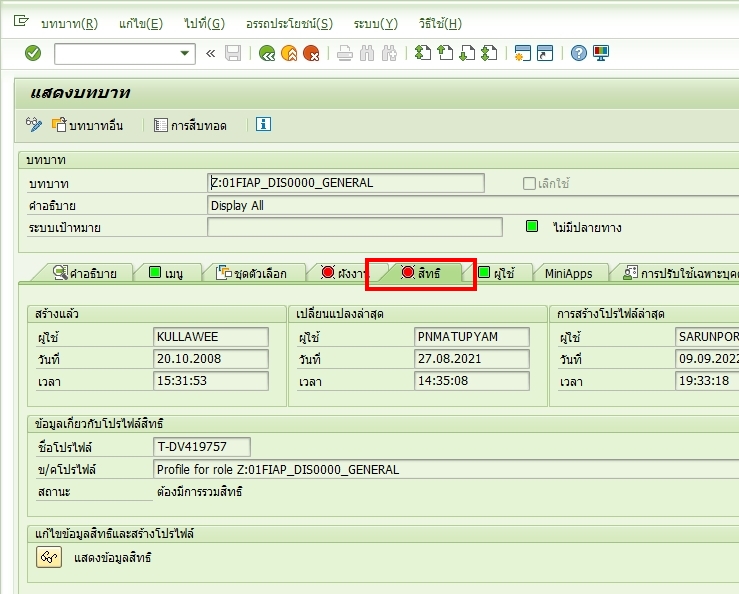 บทบาท(R) แก้ไข(E) ไปที่(G) อรรถประโยชน์(S) ระบบ(Y) วิธีใช้(H)
แสดงบทบาท
บทบาทอื่น การสืบทอด
บทบาท
บทบาท Z:01FIAP_DIS0000_GENERAL เลิกใช้
คำอธิบาย Display All
ระบบเป้าหมาย ไม่มีปลายทาง
คำอธิบาย เมนู ชุดตัวเลือก ผังงาน สิทธิ ผู้ใช้ MiniApps การปรับใช้เฉพาะบุค
สร้างแล้ว เปลี่ยนแปลงล่าสุด การสร้างโปรไฟล์ล่าสุด
ผู้ใช้ KULLAWEE ผู้ใช้ PNMATUPYAM ผู้ใช้ SARUNPOR
วันที่ 20.10.2008 วันที่ 27.08.2021 วันที่ 09.09.2022
เวลา 15:31:53 เวลา 14:35:08 เวลา 19:33:18
ข้อมูลเกี่ยวกับโปรไฟล์สิทธิ
ชื่อโปรไฟล์ T-DV419757
ข/คโปรไฟล์ Profile for role Z:01FIAP_DIS0000_GENERAL
สถานะ ต้องมีการรวมสิทธิ
แก้ไขข้อมูลสิทธิและสร้างโปรไฟล์
แสดงข้อมูลสิทธิ